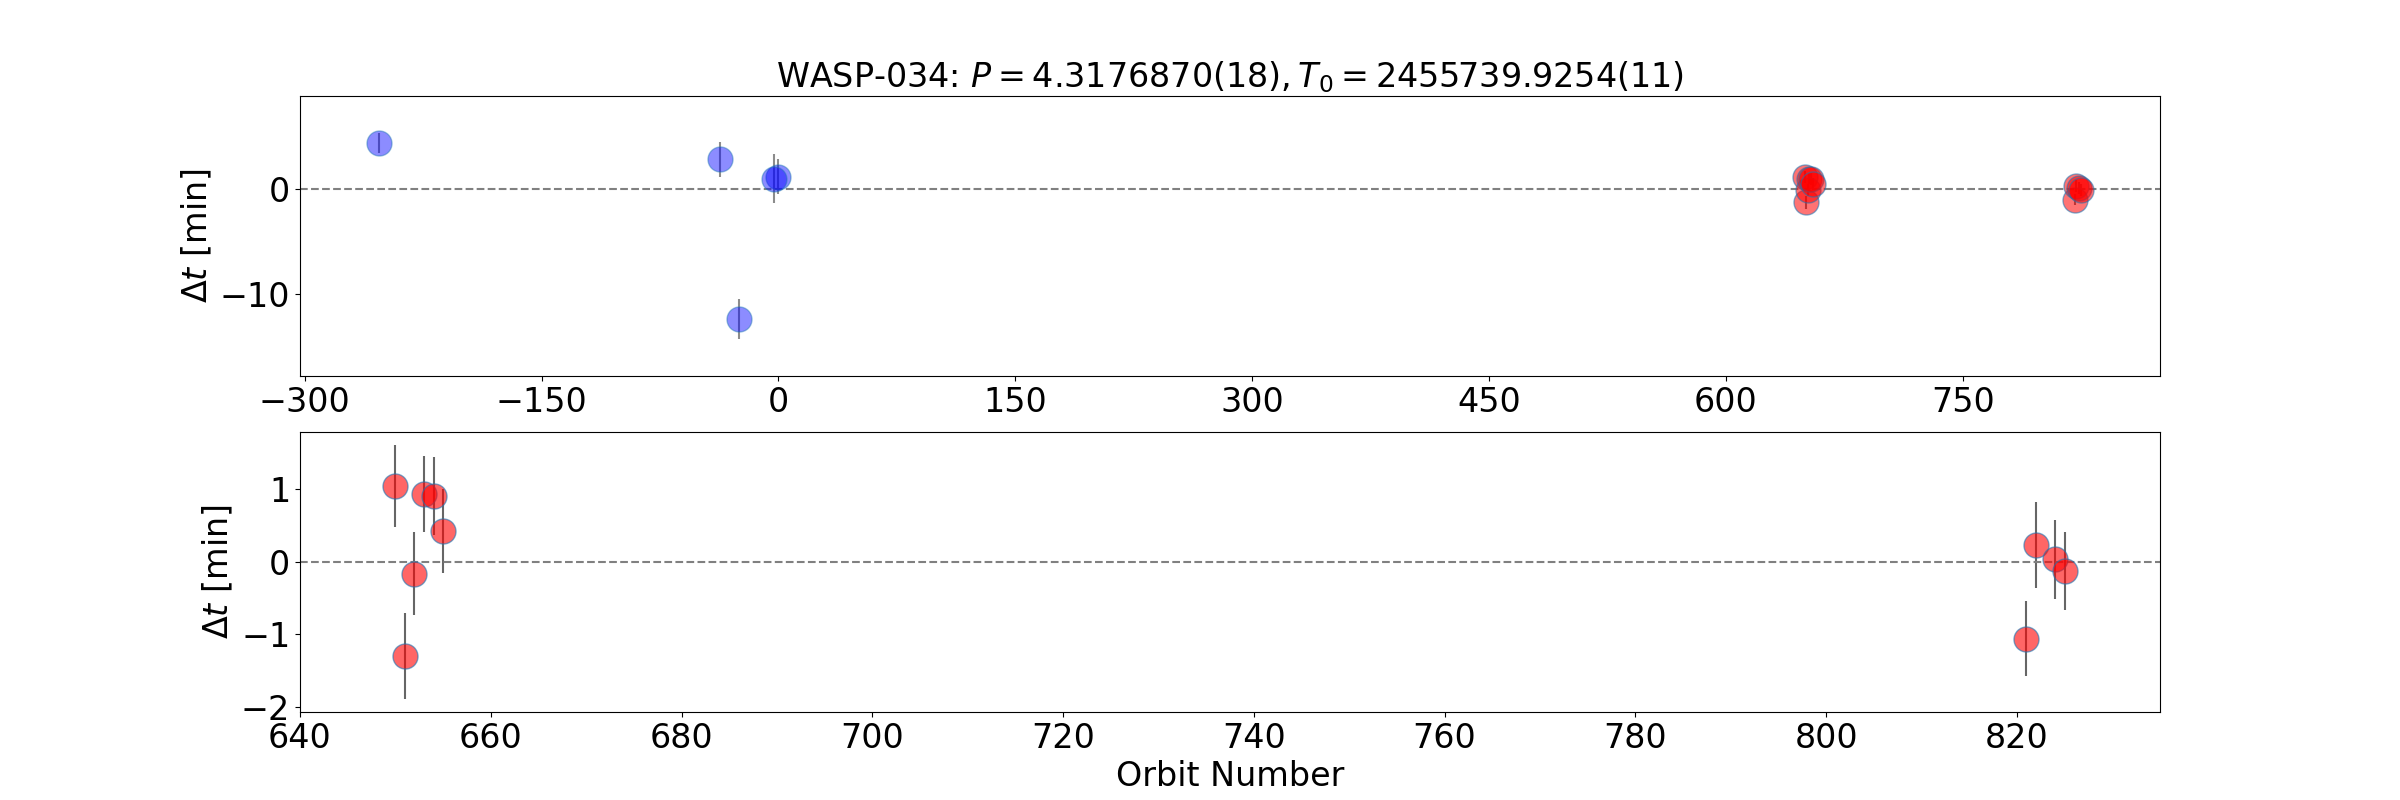 WASP-034: P = 4.3176870(18), T₀ = 2455739.9254(11)
Δt [min]
0
−10
−300 −150 0 150 300 450 600 750
Δt [min]
1
0
−1
−2
640 660 680 700 720 740 760 780 800 820
Orbit Number